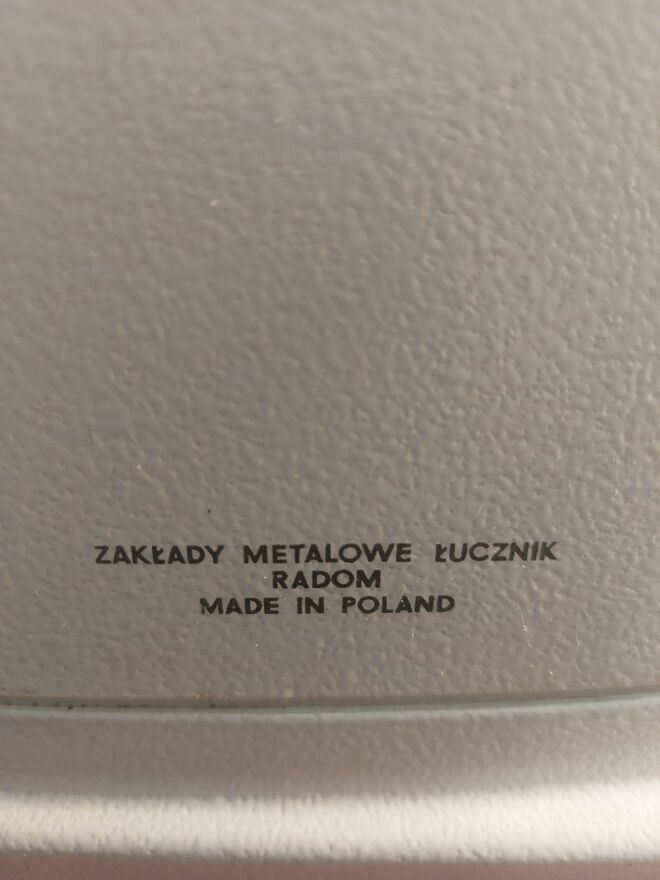 ZAKŁADY METALOWE ŁUCZNIK
RADOM
MADE IN POLAND